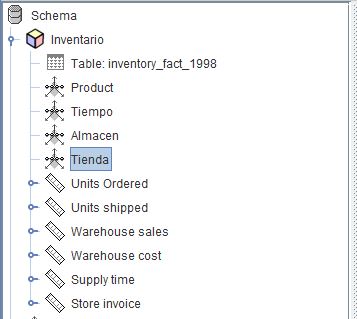 Schema
Inventario
Table: inventory_fact_1998
Product
Tiempo
Almacen
Tienda
Units Ordered
Units shipped
Warehouse sales
Warehouse cost
Supply time
Store invoice